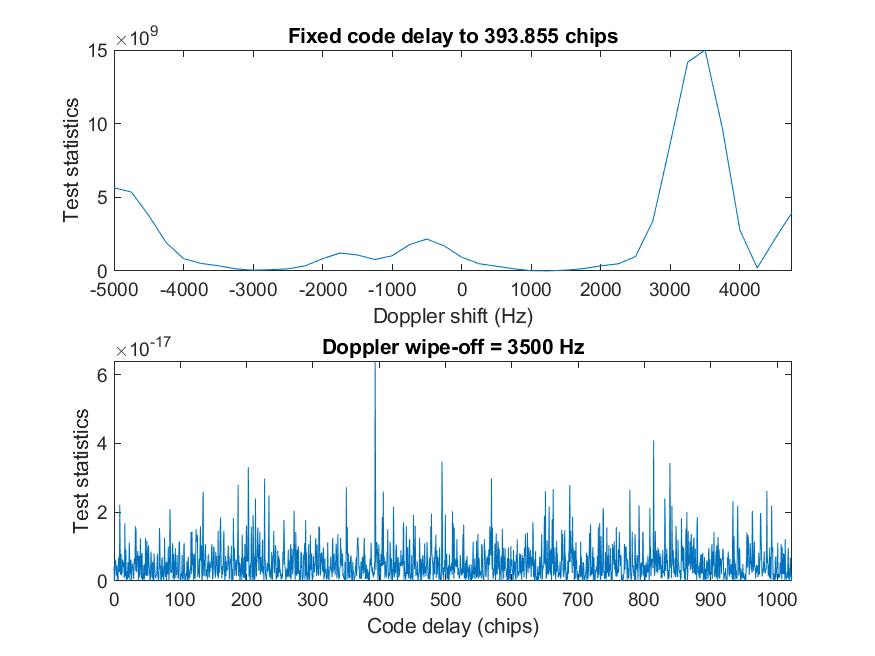 ×10^9
Fixed code delay to 393.855 chips
15
10
5
0
Test statistics
-5000 -4000 -3000 -2000 -1000 0 1000 2000 3000 4000
Doppler shift (Hz)
×10^-17
Doppler wipe-off = 3500 Hz
6
4
2
0
Test statistics
0 100 200 300 400 500 600 700 800 900 1000
Code delay (chips)